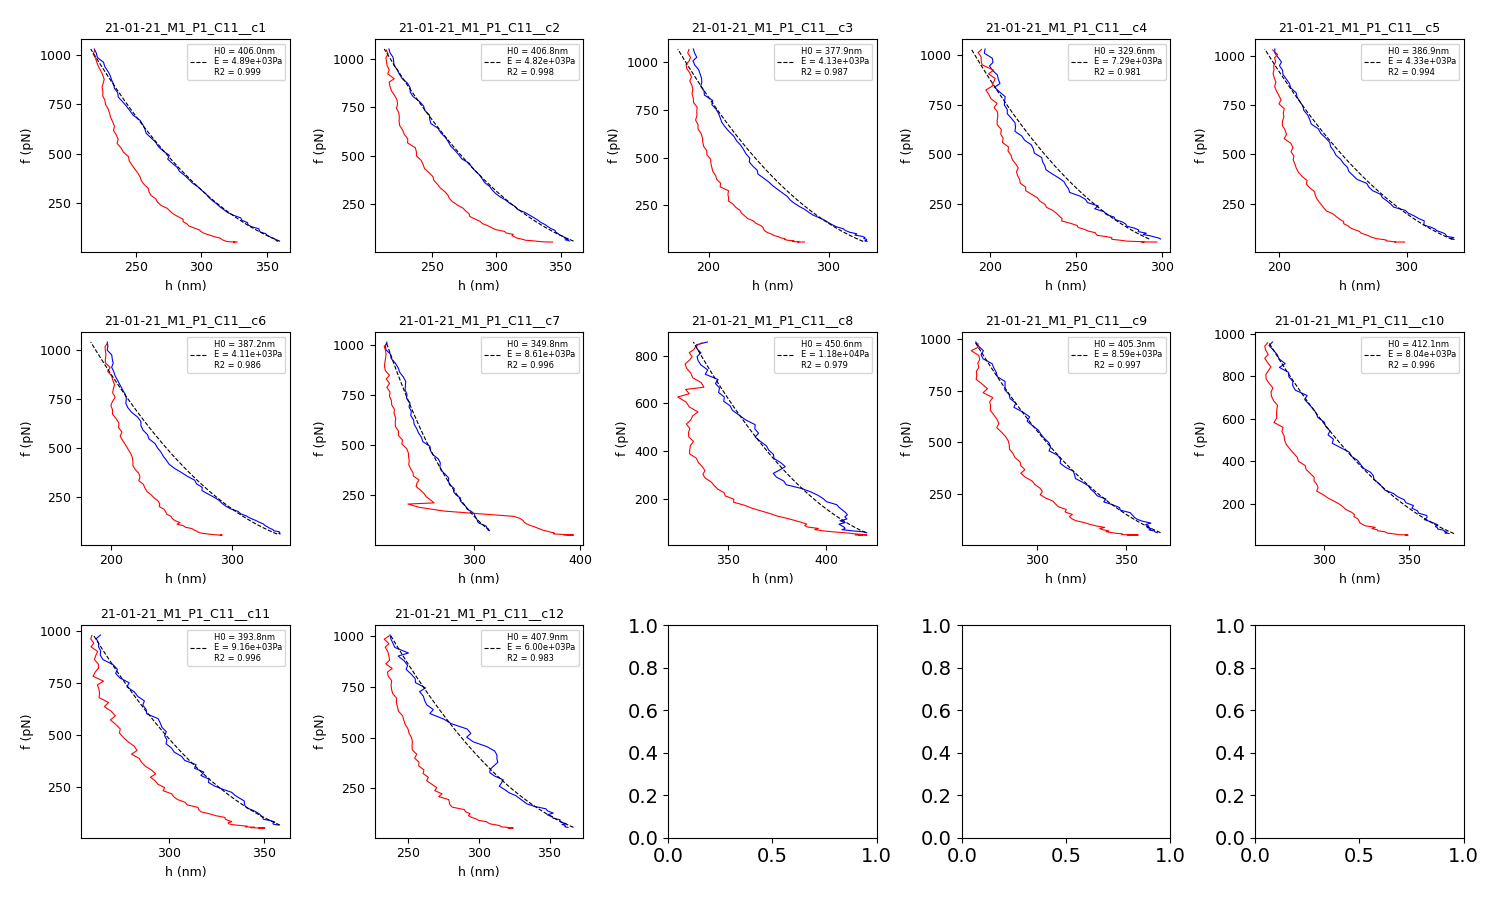 21-01-21_M1_P1_C11__c1
H0 = 406.0nm
E = 4.89e+03Pa
R2 = 0.999
1000
750
500
250
f (pN)
250
300
350
h (nm)
21-01-21_M1_P1_C11__c2
H0 = 406.8nm
E = 4.82e+03Pa
R2 = 0.998
1000
750
500
250
f (pN)
250
300
350
h (nm)
21-01-21_M1_P1_C11__c3
H0 = 377.9nm
E = 4.13e+03Pa
R2 = 0.987
1000
750
500
250
f (pN)
200
300
h (nm)
21-01-21_M1_P1_C11__c4
H0 = 329.6nm
E = 7.29e+03Pa
R2 = 0.981
1000
750
500
250
f (pN)
200
250
300
h (nm)
21-01-21_M1_P1_C11__c5
H0 = 386.9nm
E = 4.33e+03Pa
R2 = 0.994
1000
750
500
250
f (pN)
200
300
h (nm)
21-01-21_M1_P1_C11__c6
H0 = 387.2nm
E = 4.11e+03Pa
R2 = 0.986
1000
750
500
250
f (pN)
200
300
h (nm)
21-01-21_M1_P1_C11__c7
H0 = 349.8nm
E = 8.61e+03Pa
R2 = 0.996
1000
750
500
250
f (pN)
300
400
h (nm)
21-01-21_M1_P1_C11__c8
H0 = 450.6nm
E = 1.18e+04Pa
R2 = 0.979
800
600
400
200
f (pN)
350
400
h (nm)
21-01-21_M1_P1_C11__c9
H0 = 405.3nm
E = 8.59e+03Pa
R2 = 0.997
1000
750
500
250
f (pN)
300
350
h (nm)
21-01-21_M1_P1_C11__c10
H0 = 412.1nm
E = 8.04e+03Pa
R2 = 0.996
1000
800
600
400
200
f (pN)
300
350
h (nm)
21-01-21_M1_P1_C11__c11
H0 = 393.8nm
E = 9.16e+03Pa
R2 = 0.996
1000
750
500
250
f (pN)
300
350
h (nm)
21-01-21_M1_P1_C11__c12
H0 = 407.9nm
E = 6.00e+03Pa
R2 = 0.983
1000
750
500
250
f (pN)
250
300
350
h (nm)
1.0
0.8
0.6
0.4
0.2
0.0
0.0
0.5
1.0
1.0
0.8
0.6
0.4
0.2
0.0
0.0
0.5
1.0
1.0
0.8
0.6
0.4
0.2
0.0
0.0
0.5
1.0